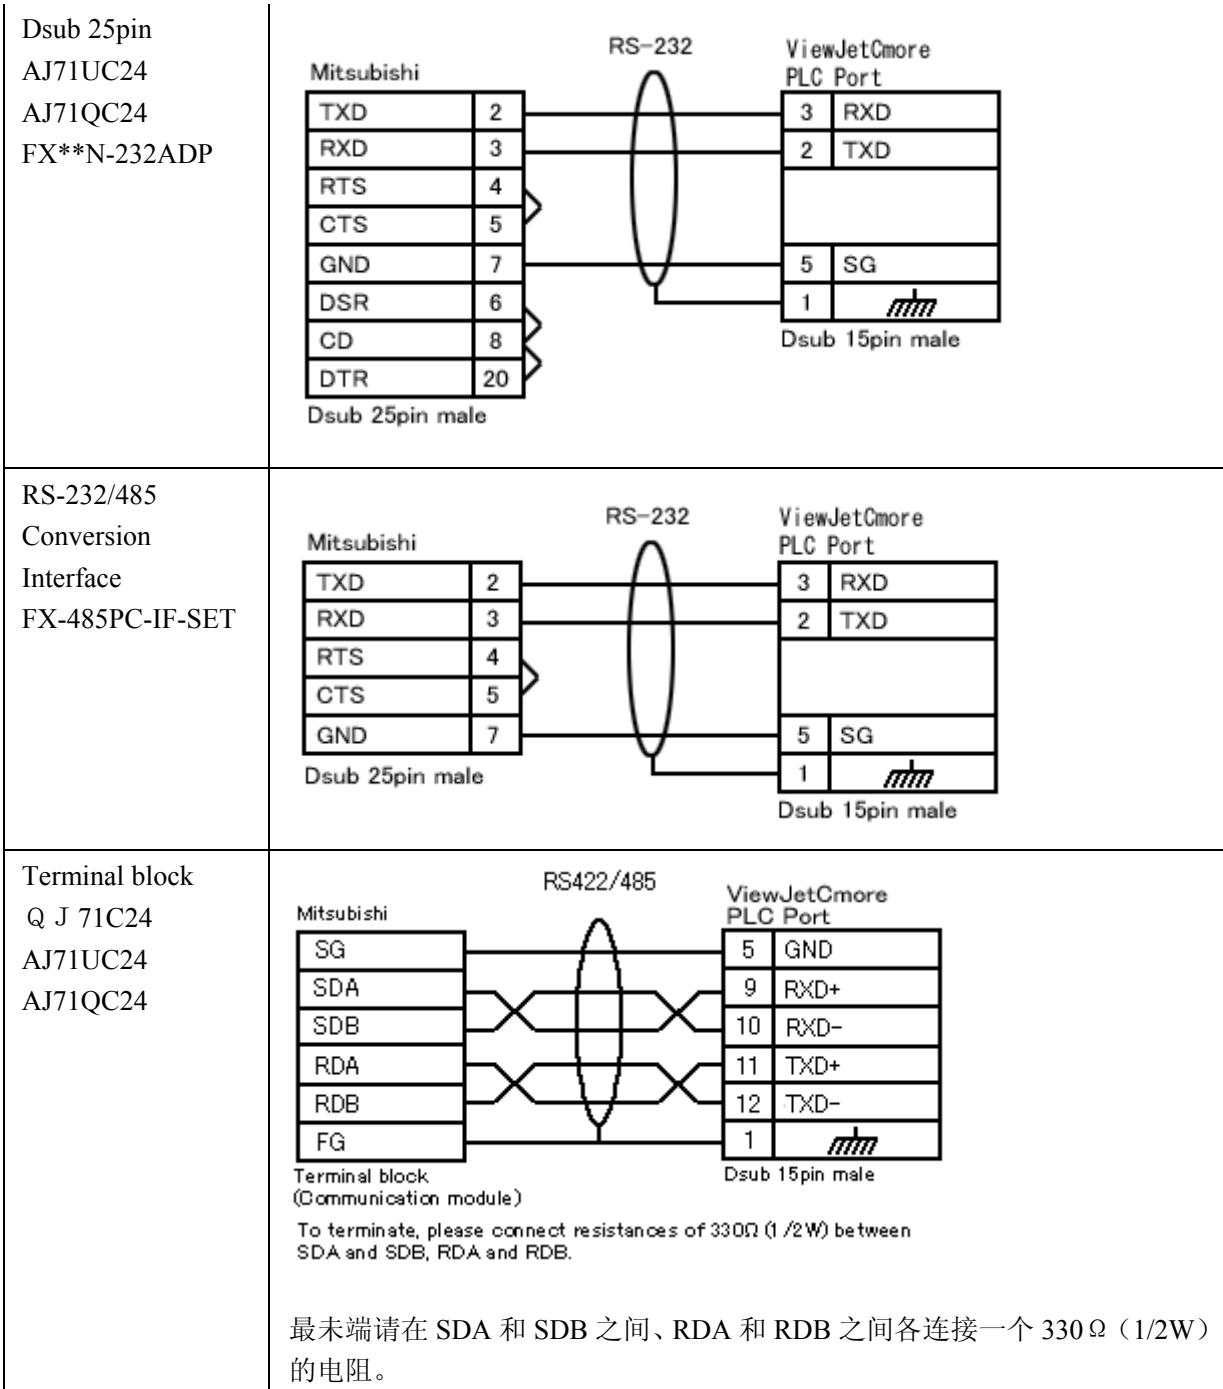 Dsub 25pin
AJ71UC24
AJ71QC24
FX**N-232ADP
RS-232
Mitsubishi
ViewJetCmore
PLC Port
TXD 2 3 RXD
RXD 3 2 TXD
RTS 4
CTS 5
GND 7 5 SG
DSR 6 1
CD 8
DTR 20
Dsub 15pin male
Dsub 25pin male
RS-232/485
Conversion
Interface
FX-485PC-IF-SET
RS-232
Mitsubishi
ViewJetCmore
PLC Port
TXD 2 3 RXD
RXD 3 2 TXD
RTS 4
CTS 5
GND 7 5 SG
1
Dsub 25pin male
Dsub 15pin male
Terminal block
ＱＪ71C24
AJ71UC24
AJ71QC24
RS422/485
Mitsubishi
ViewJetCmore
PLC Port
SG 5 GND
SDA 9 RXD+
SDB 10 RXD-
RDA 11 TXD+
RDB 12 TXD-
FG 1
Terminal block
(Communication module)
Dsub 15pin male
To terminate, please connect resistances of 330Ω (1/2W) between
SDA and SDB, RDA and RDB.
最未端请在 SDA 和 SDB 之间、RDA 和 RDB 之间各连接一个 330Ω（1/2W）
的电阻。